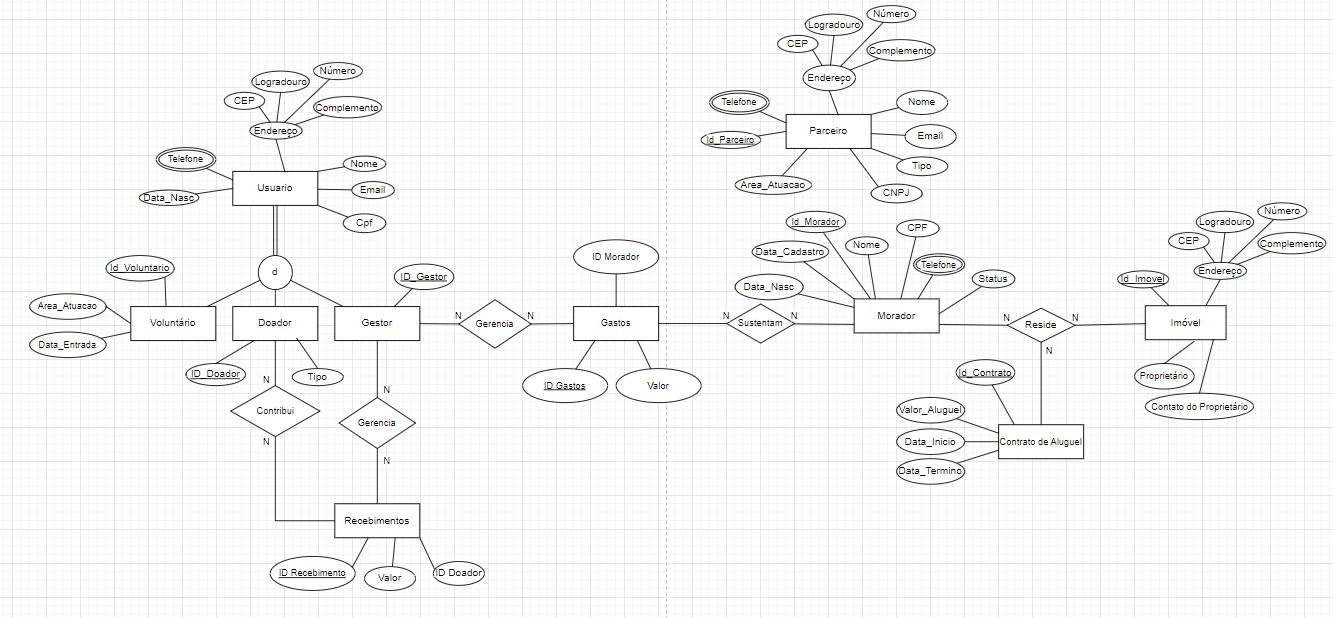 Número
Logradouro
CEP
Complemento
Endereço
Telefone
Nome
Id_Parceiro
Parceiro
Email
Tipo
Area_Atuacao
CNPJ
Número
Logradouro
CEP
Complemento
Endereço
Telefone
Nome
Data_Nasc
Usuario
Email
Cpf
d
Id_Voluntario
Area_Atuacao
Data_Entrada
Voluntário
Doador
Gestor
ID_Gestor
ID_Doador
Tipo
N
Gerencia
N
ID Morador
Gastos
ID Gastos
Valor
N
Sustentam
N
Id_Morador
CPF
Data_Cadastro
Nome
Telefone
Data_Nasc
Status
Morador
N
Reside
N
N
Número
Logradouro
CEP
Complemento
Endereço
Id_Imovel
Imóvel
Proprietário
Contato do Proprietário
Id_Contrato
Valor_Aluguel
Data_Inicio
Data_Termino
Contrato de Aluguel
N
Contribui
N
N
Gerencia
N
Recebimentos
ID Recebimento
Valor
ID Doador